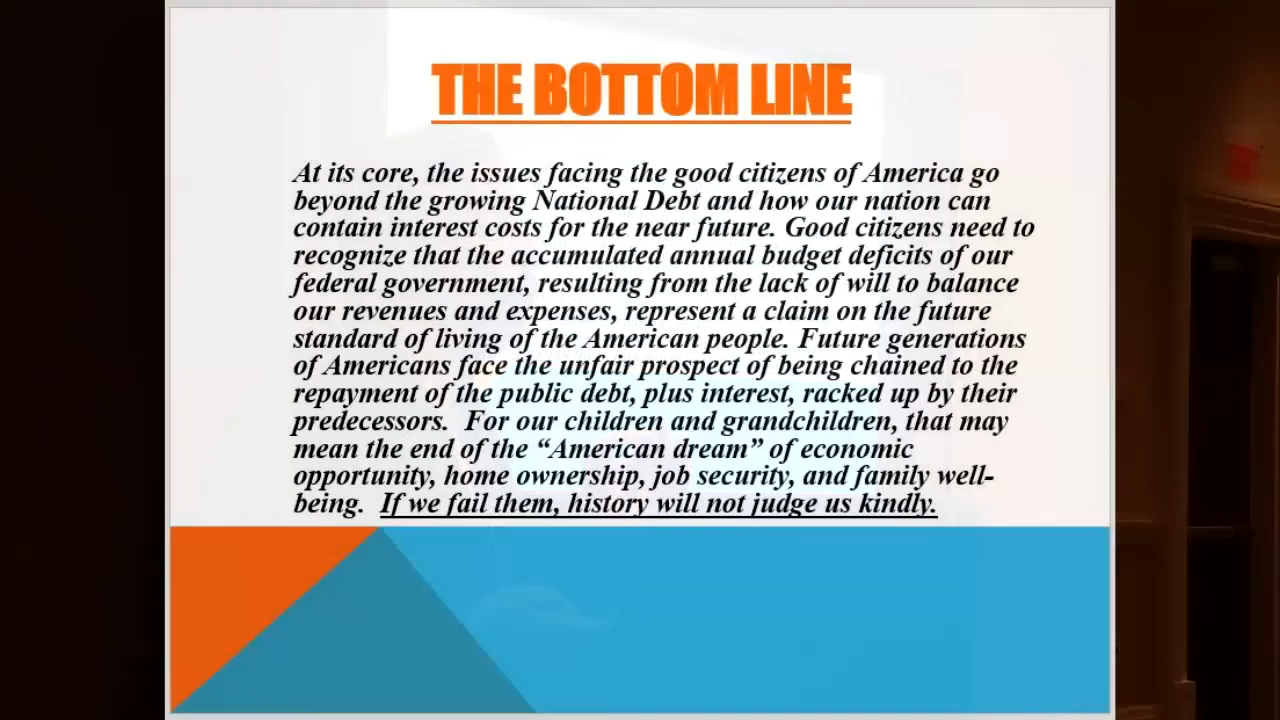 THE BOTTOM LINE
At its core, the issues facing the good citizens of America go
beyond the growing National Debt and how our nation can
contain interest costs for the near future. Good citizens need to
recognize that the accumulated annual budget deficits of our
federal government, resulting from the lack of will to balance
our revenues and expenses, represent a claim on the future
standard of living of the American people. Future generations
of Americans face the unfair prospect of being chained to the
repayment of the public debt, plus interest, racked up by their
predecessors.  For our children and grandchildren, that may
mean the end of the “American dream” of economic
opportunity, home ownership, job security, and family well-
being.  If we fail them, history will not judge us kindly.